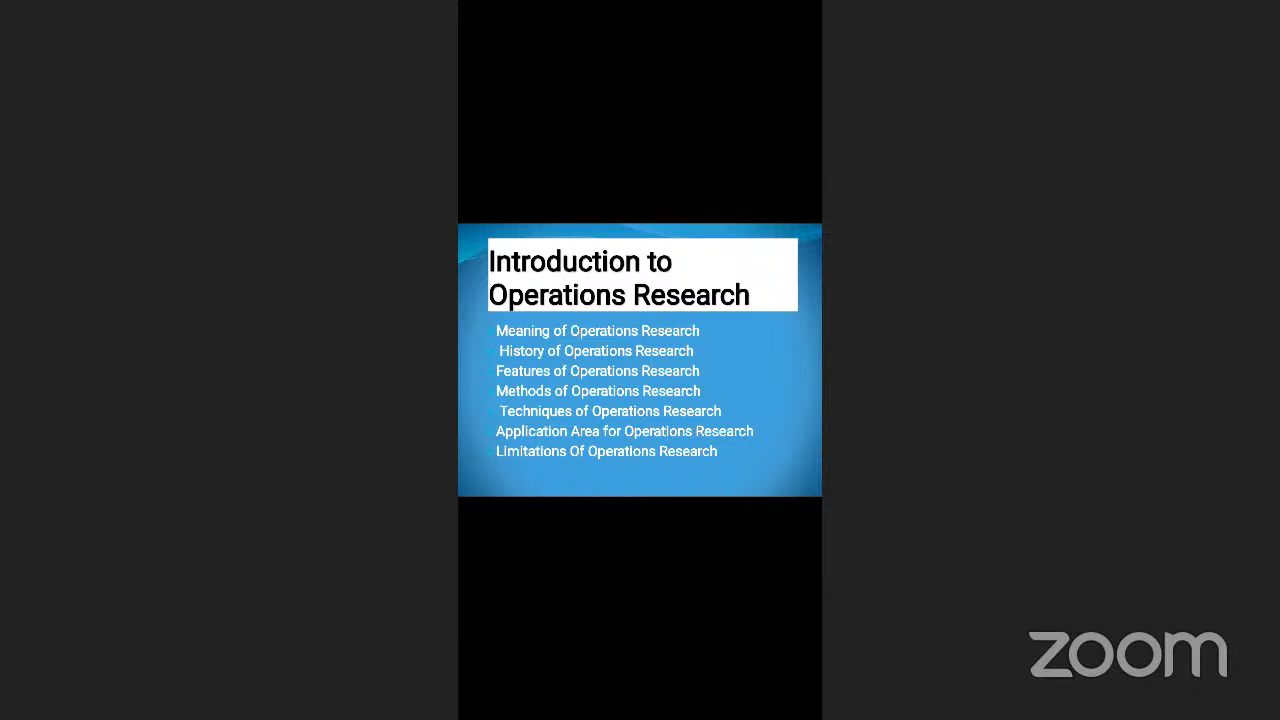 Introduction to
Operations Research
Meaning of Operations Research
History of Operations Research
Features of Operations Research
Methods of Operations Research
Techniques of Operations Research
Application Area for Operations Research
Limitations Of Operations Research
zoom